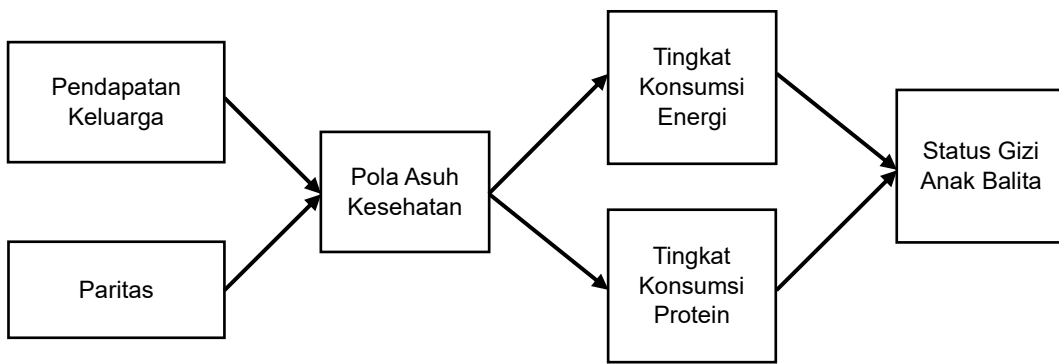 Pendapatan
Keluarga
Paritas
Pola Asuh
Kesehatan
Tingkat
Konsumsi
Energi
Tingkat
Konsumsi
Protein
Status Gizi
Anak Balita